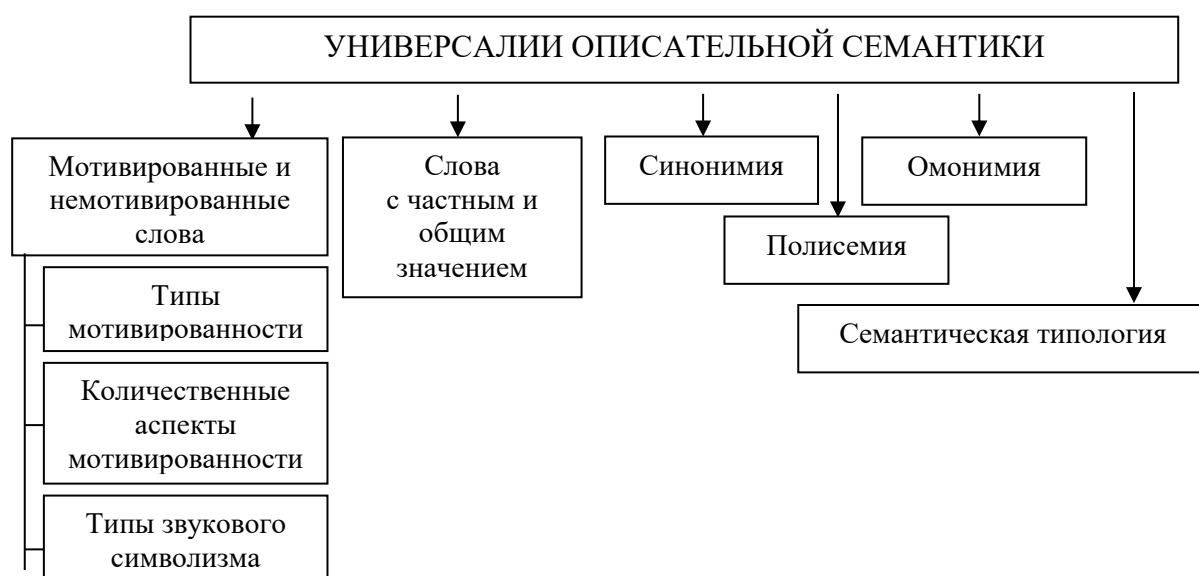 УНИВЕРСАЛИИ ОПИСАТЕЛЬНОЙ СЕМАНТИКИ
Мотивированные и
немотивированные
слова
Слова
с частным и
общим
значением
Синонимия
Омонимия
Полисемия
Семантическая типология
Типы
мотивированности
Количественные
аспекты
мотивированности
Типы звукового
символизма